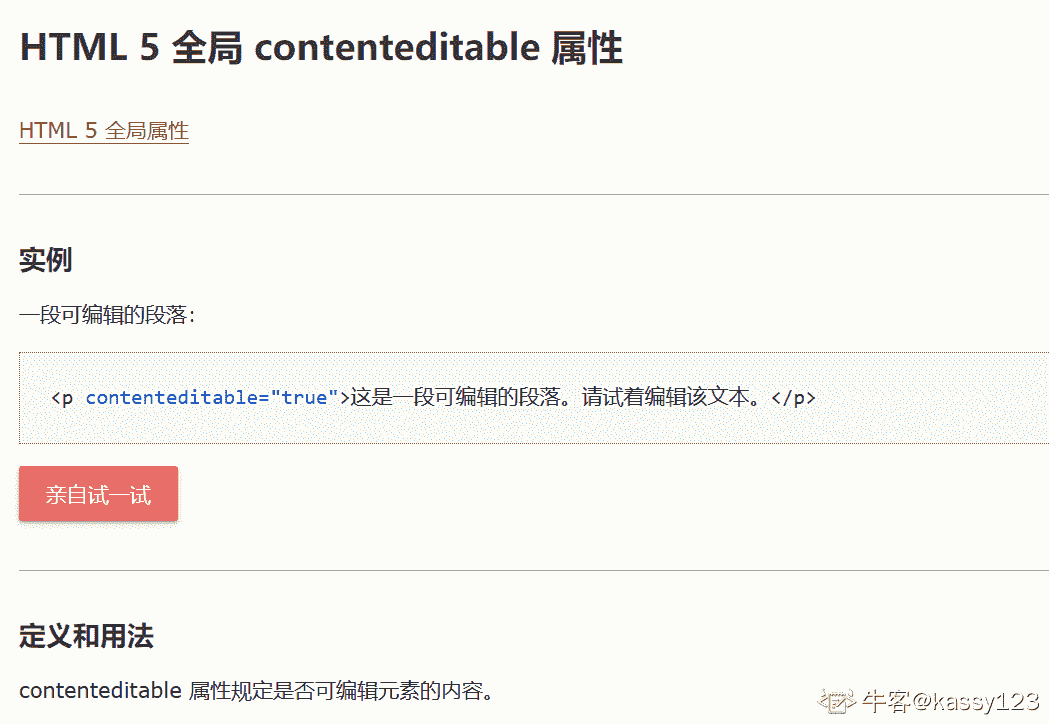 HTML 5 全局 contenteditable 属性
HTML 5 全局属性
实例
一段可编辑的段落：
<p contenteditable="true">这是一段可编辑的段落。请试着编辑该文本。</p>
亲自试一试
定义和用法
contenteditable 属性规定是否可编辑元素的内容。
牛客@kassy123